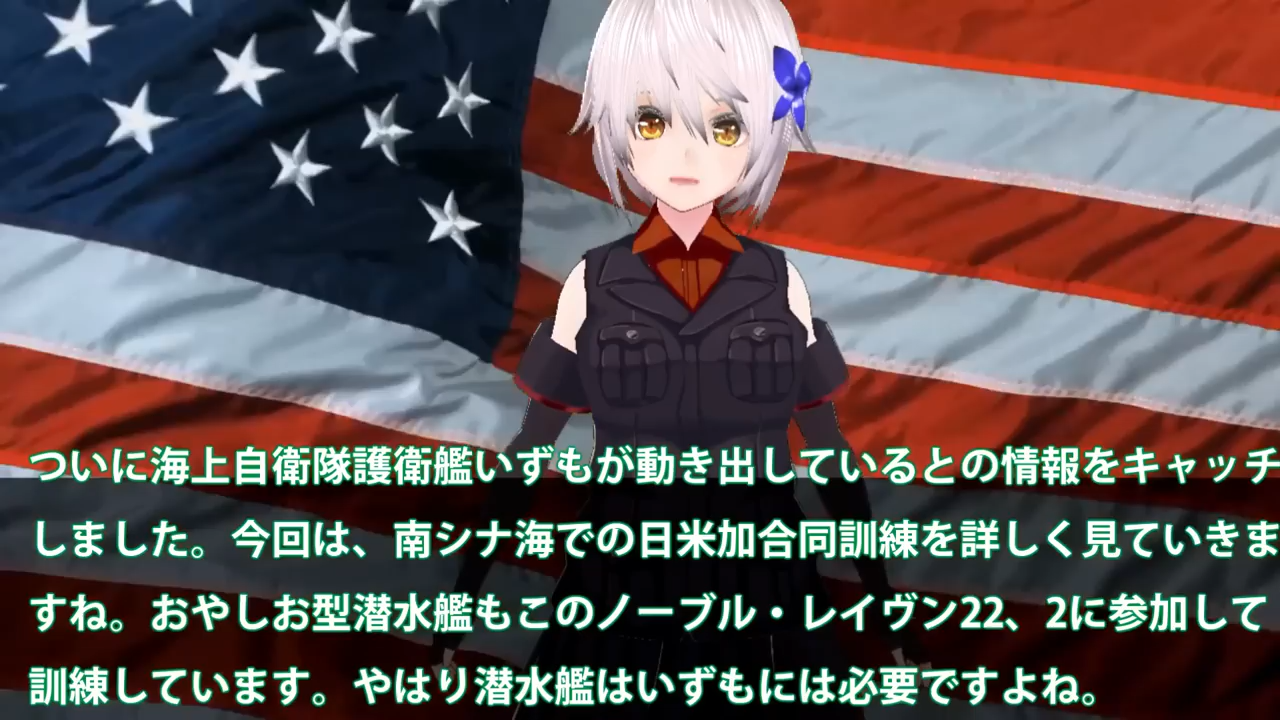 ついに海上自衛隊護衛艦いずもが動き出しているとの情報をキャッチ
しました。今回は、南シナ海での日米加合同訓練を詳しく見ていきま
すね。おやしお型潜水艦もこのノーブル・レイヴン22、2に参加して
訓練しています。やはり潜水艦はいずもには必要ですよね。